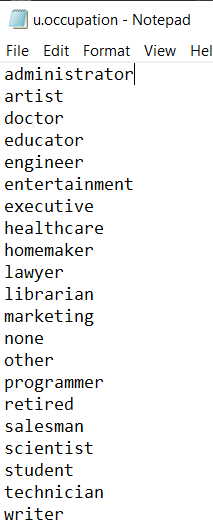 u.occupation - Notepad
File Edit Format View Hel
administrator
artist
doctor
educator
engineer
entertainment
executive
healthcare
homemaker
lawyer
librarian
marketing
none
other
programmer
retired
salesman
scientist
student
technician
writer